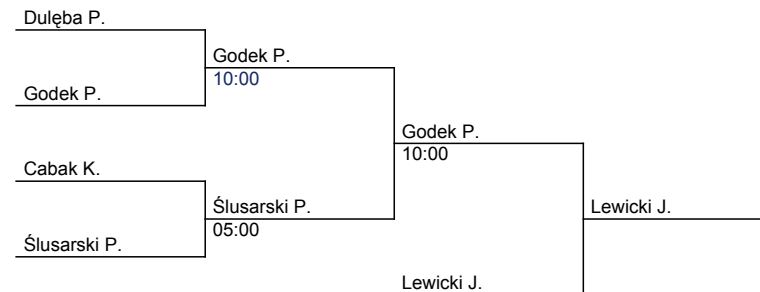 Dulęba P.
Godek P.
10:00
Godek P.
Godek P.
10:00
Cabak K.
Ślusarski P.
05:00
Lewicki J.
Ślusarski P.
Lewicki J.